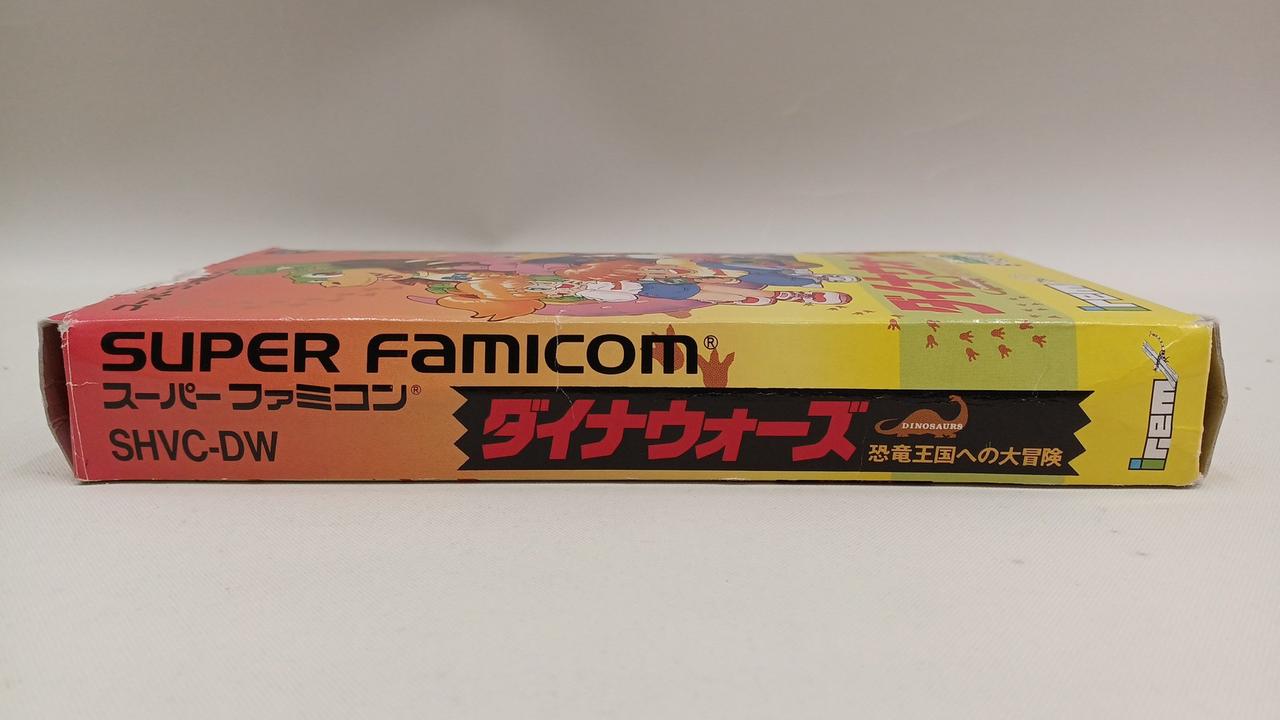 SUPER FAMICOM®
スーパーファミコン®
SHVC-DW
ダイナウォーズ
DINOSAURS
恐竜王国への大冒険
irem